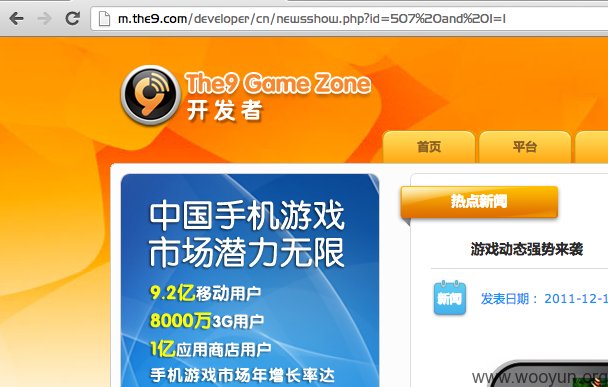 m.the9.com/developer/cn/newsshow.php?id=507%20and%201=1
The9 Game Zone
开发者
首页
平台
中国手机游戏
市场潜力无限
9.2亿移动用户
8000万3G用户
1亿应用商店用户
手机游戏市场年增长率达
热点新闻
游戏动态强势来袭
新闻
发表日期： 2011-12-1
www.wooyun.org